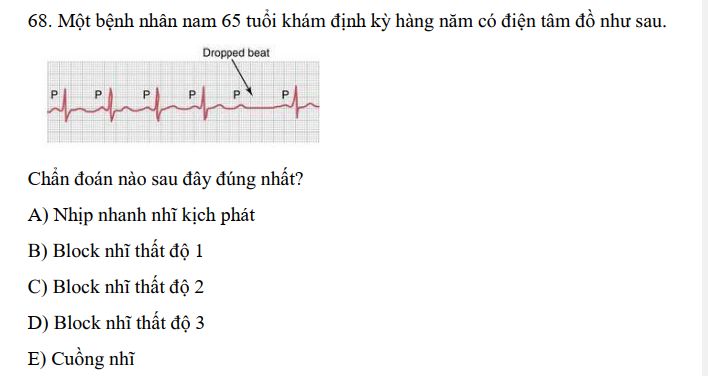 68. Một bệnh nhân nam 65 tuổi khám định kỳ hàng năm có điện tâm đồ như sau.
Dropped beat
P P P P P P
Chẩn đoán nào sau đây đúng nhất?
A) Nhịp nhanh nhĩ kịch phát
B) Block nhĩ thất độ 1
C) Block nhĩ thất độ 2
D) Block nhĩ thất độ 3
E) Cuồng nhĩ